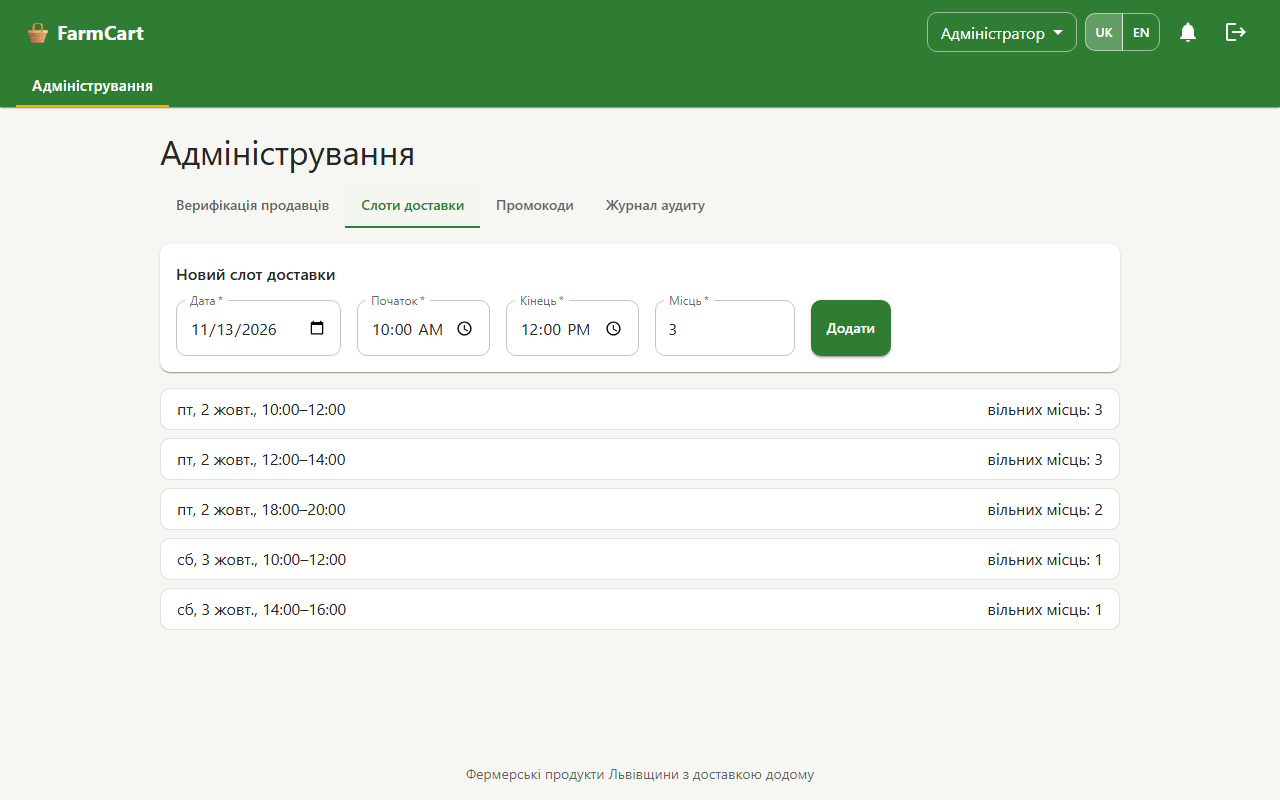 FarmCart
Адміністратор
UK EN
Адміністрування
Адміністрування
Верифікація продавців Слоти доставки Промокоди Журнал аудиту
Новий слот доставки
Дата * Початок * Кінець * Місць *
11/13/2026 10:00 AM 12:00 PM 3 Додати
пт, 2 жовт., 10:00–12:00 вільних місць: 3
пт, 2 жовт., 12:00–14:00 вільних місць: 3
пт, 2 жовт., 18:00–20:00 вільних місць: 2
сб, 3 жовт., 10:00–12:00 вільних місць: 1
сб, 3 жовт., 14:00–16:00 вільних місць: 1
Фермерські продукти Львівщини з доставкою додому